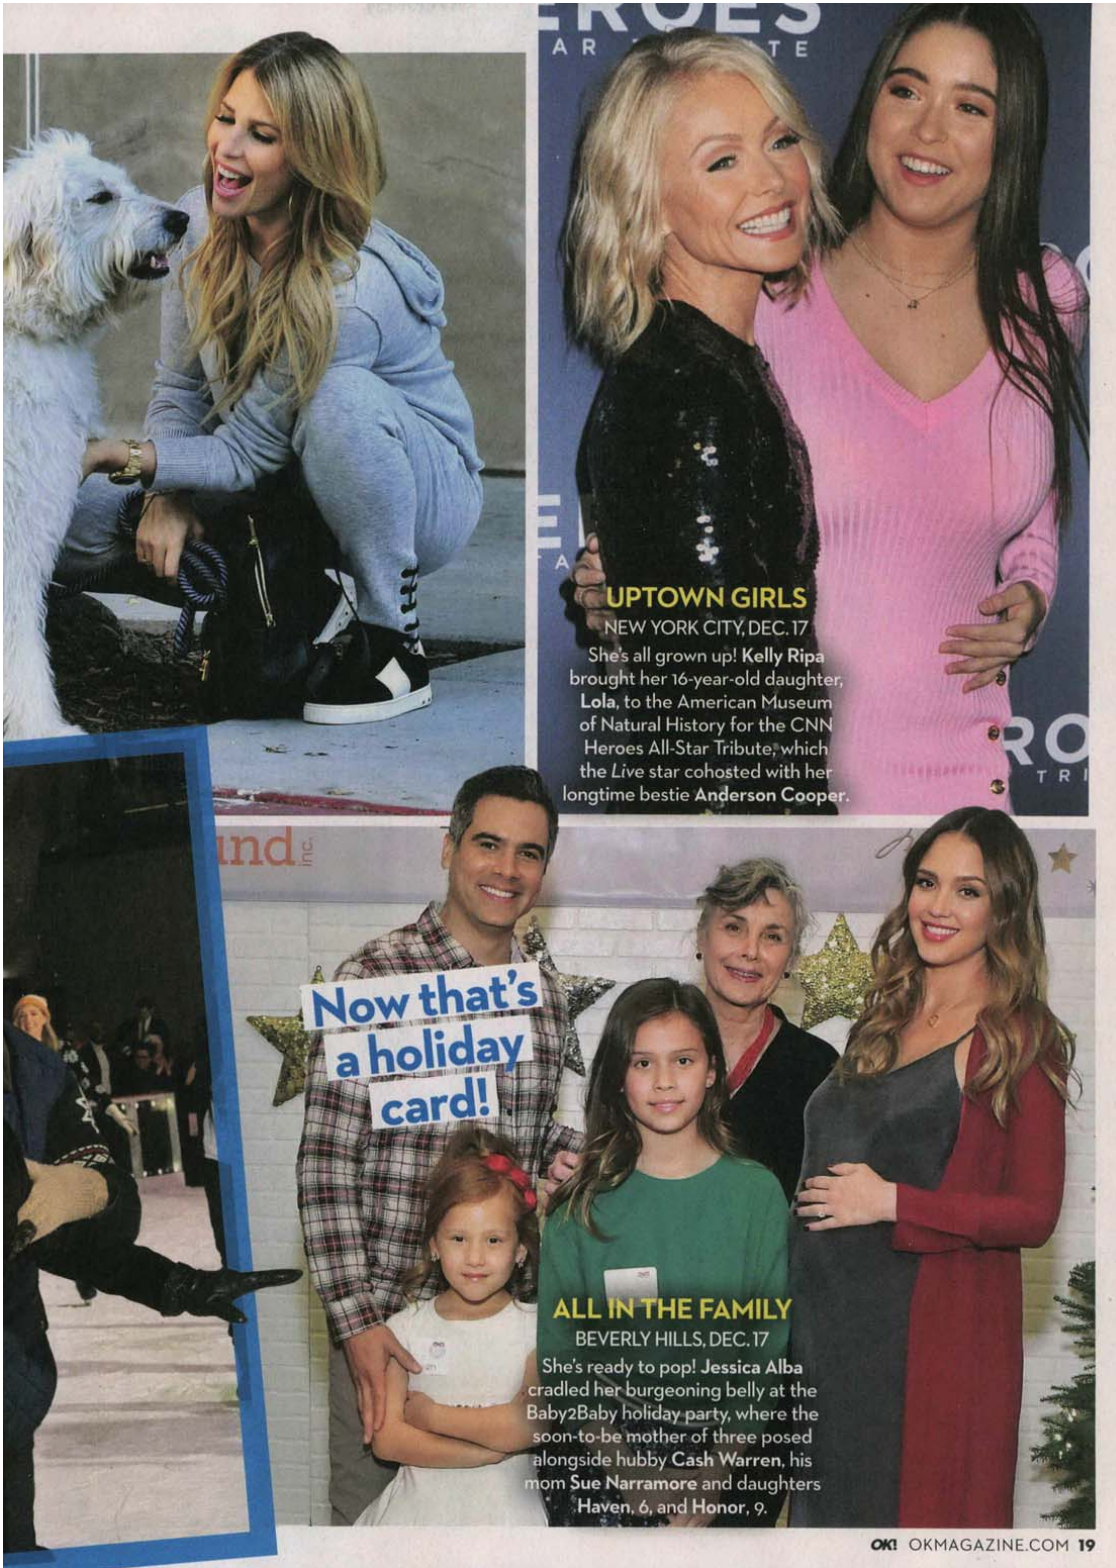 EROES
AR TE
E
A
RO
TRI
UPTOWN GIRLS
NEW YORK CITY, DEC. 17
She's all grown up! Kelly Ripa
brought her 16-year-old daughter,
Lola, to the American Museum
of Natural History for the CNN
Heroes All-Star Tribute, which
the Live star cohosted with her
longtime bestie Anderson Cooper.
und inc.
Now that's
a holiday
card!
ALL IN THE FAMILY
BEVERLY HILLS, DEC. 17
She's ready to pop! Jessica Alba
cradled her burgeoning belly at the
Baby2Baby holiday party, where the
soon-to-be mother of three posed
alongside hubby Cash Warren, his
mom Sue Narramore and daughters
Haven, 6, and Honor, 9.
OK! OKMAGAZINE.COM 19